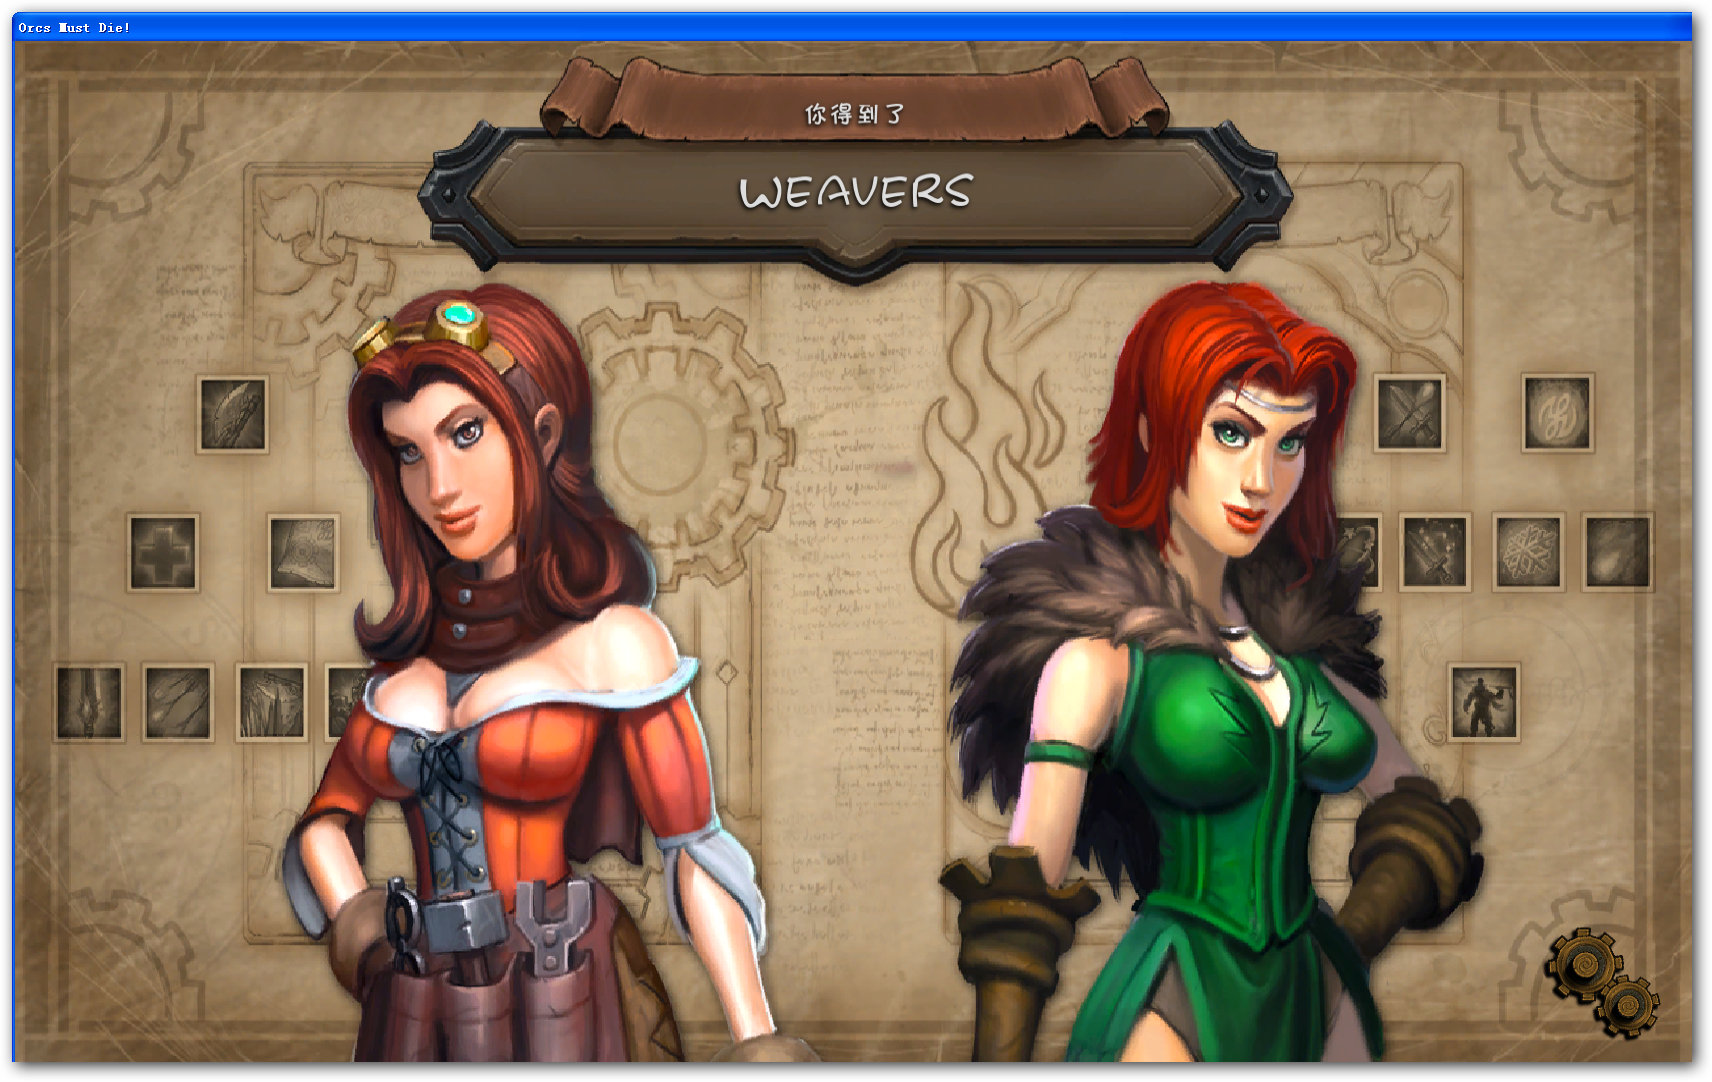 Orcs Must Die!
你得到了
WEAVERS